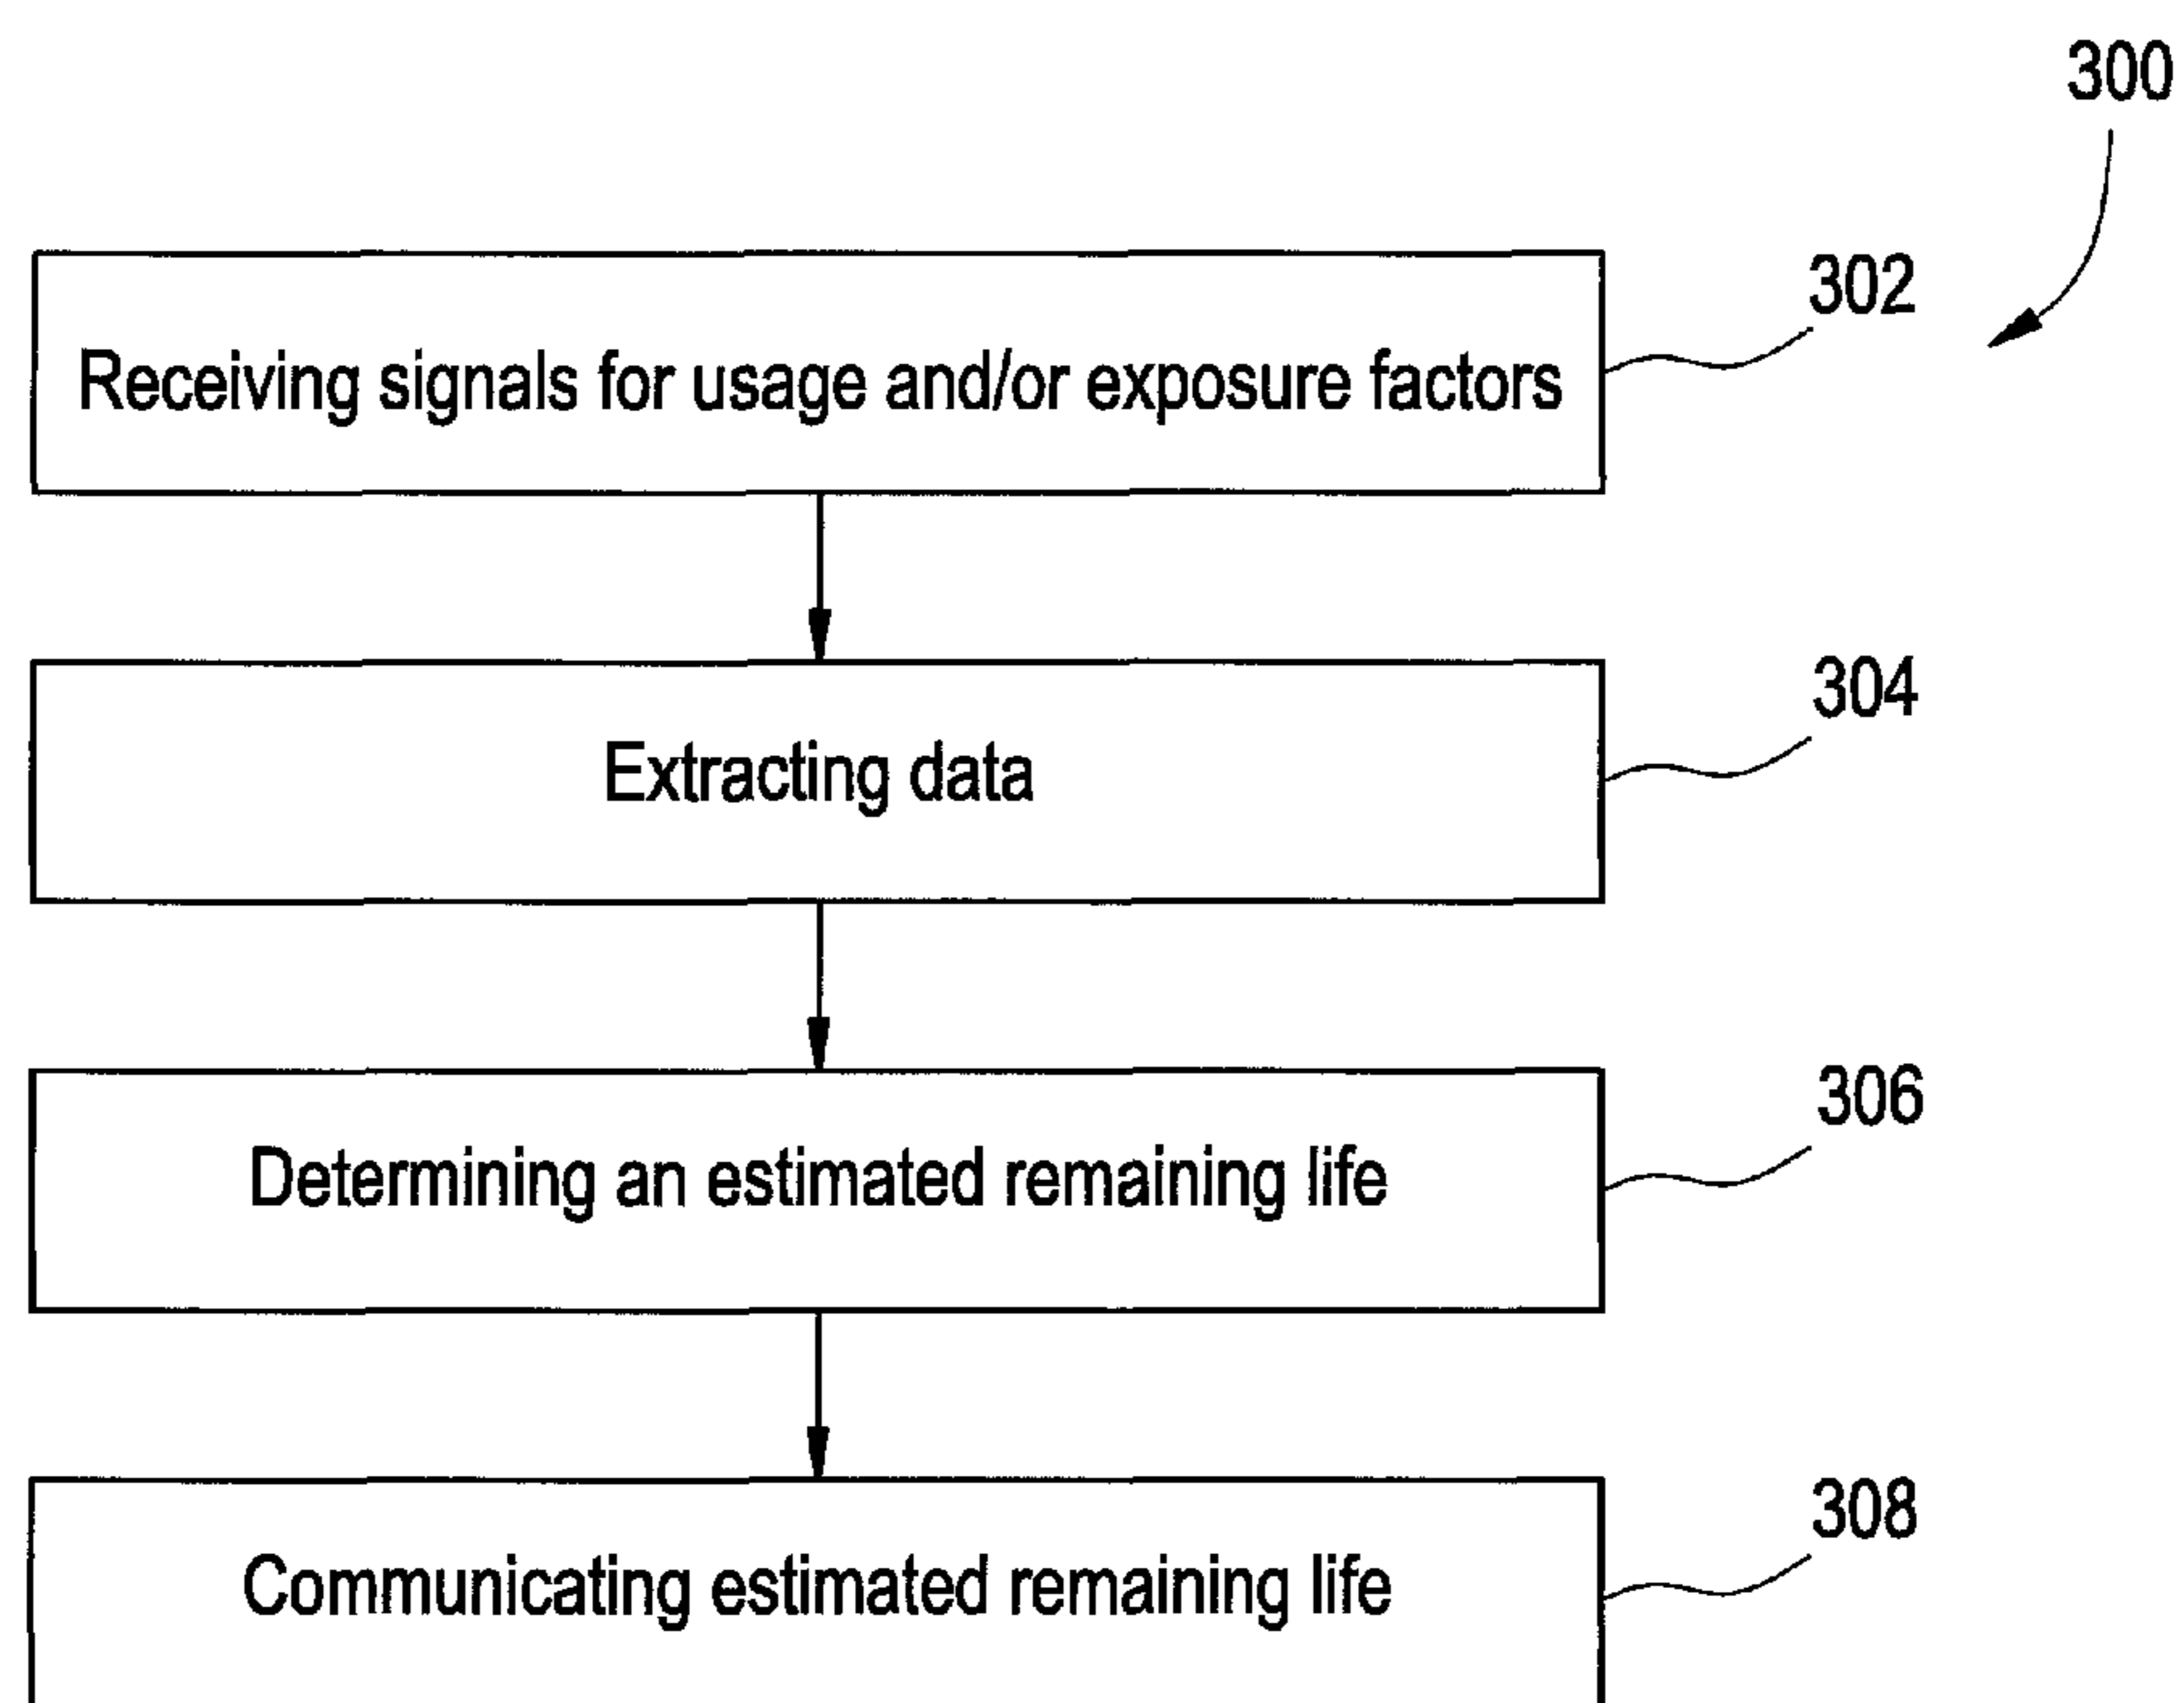 300
302
Receiving signals for usage and/or exposure factors
304
Extracting data
306
Determining an estimated remaining life
308
Communicating estimated remaining life